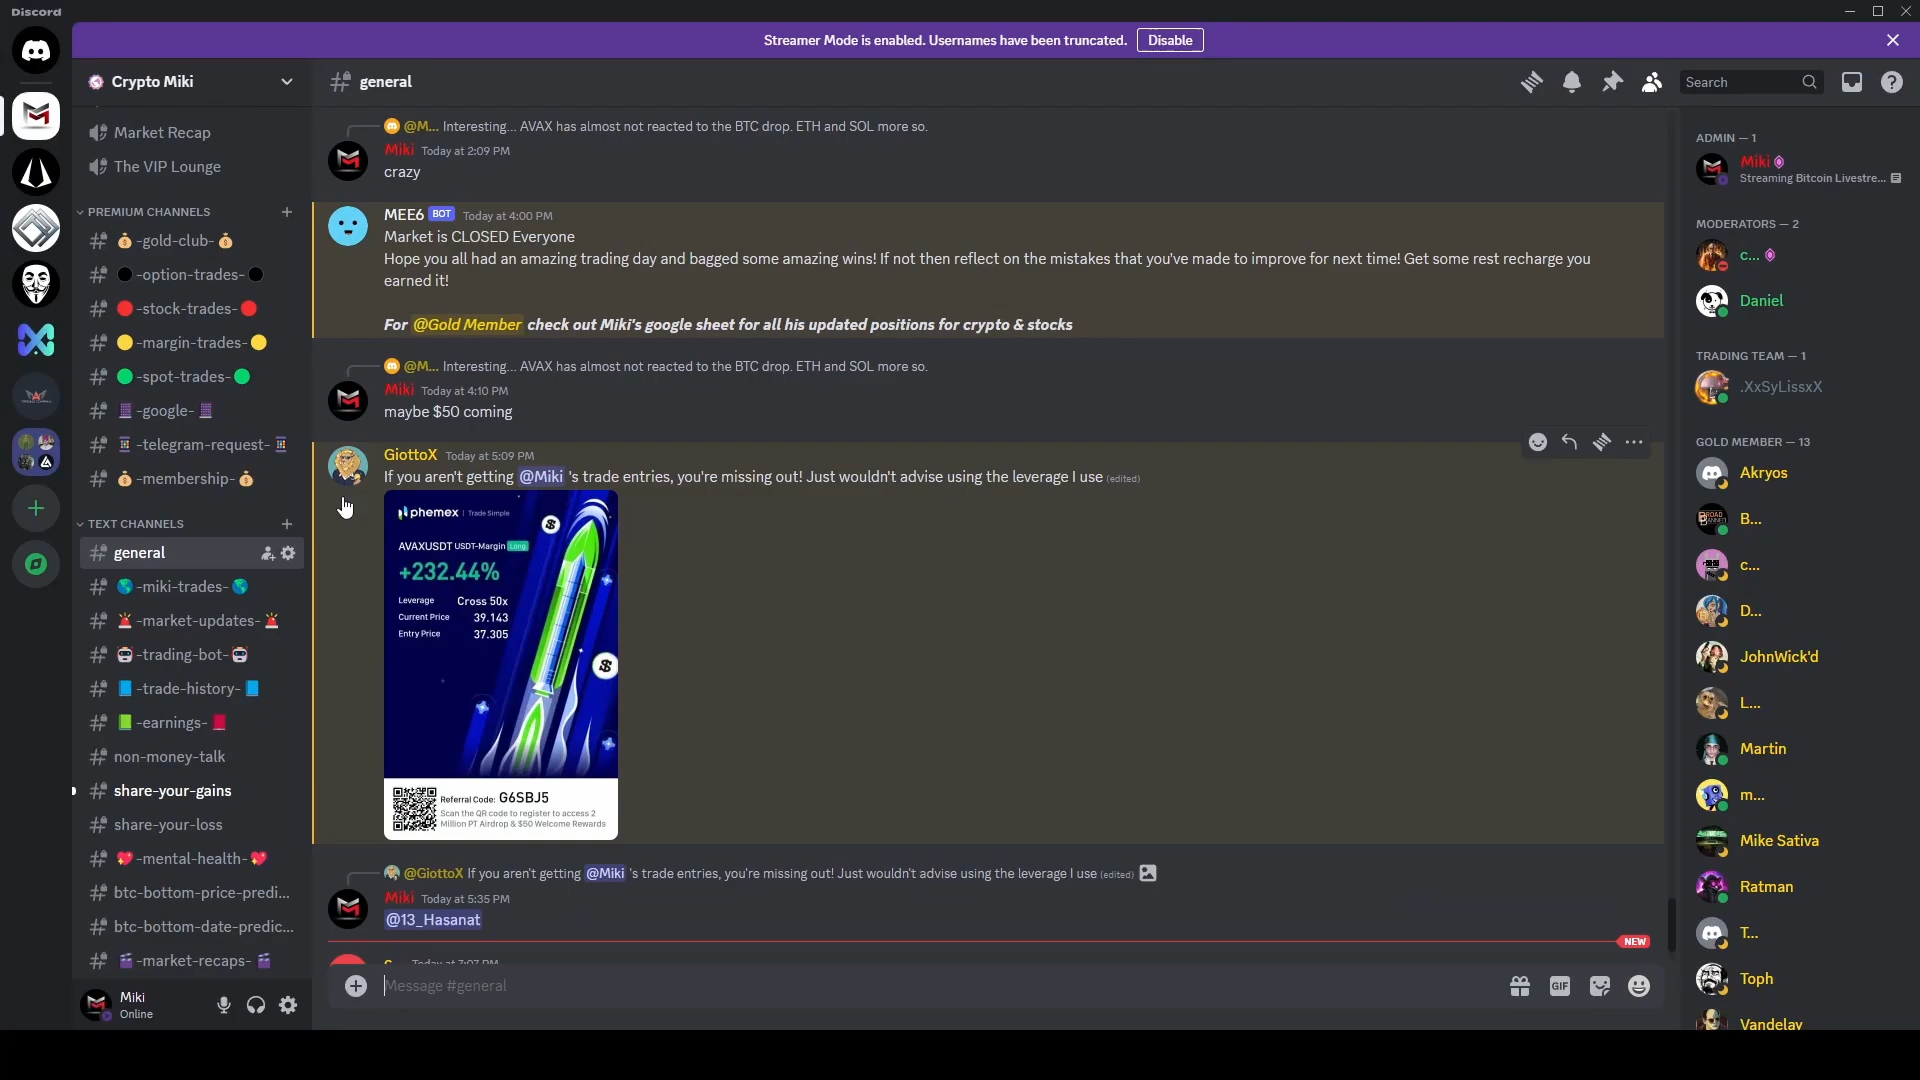 Discord
Streamer Mode is enabled. Usernames have been truncated. Disable
Crypto Miki
Market Recap
The VIP Lounge
PREMIUM CHANNELS
-gold-club-
-option-trades-
-stock-trades-
-margin-trades-
-spot-trades-
-google-
-telegram-request-
-membership-
TEXT CHANNELS
general
-miki-trades-
-market-updates-
-trading-bot-
-trade-history-
-earnings-
non-money-talk
share-your-gains
share-your-loss
-mental-health-
btc-bottom-price-predi...
btc-bottom-date-predic...
-market-recaps-
Miki
Online
general
Search
@M... Interesting... AVAX has almost not reacted to the BTC drop. ETH and SOL more so.
Miki Today at 2:09 PM
crazy
MEE6 BOT Today at 4:00 PM
Market is CLOSED Everyone
Hope you all had an amazing trading day and bagged some amazing wins! If not then reflect on the mistakes that you've made to improve for next time! Get some rest recharge you
earned it!
For @Gold Member check out Miki's google sheet for all his updated positions for crypto & stocks
@M... Interesting... AVAX has almost not reacted to the BTC drop. ETH and SOL more so.
Miki Today at 4:10 PM
maybe $50 coming
GiottoX Today at 5:09 PM
If you aren't getting @Miki 's trade entries, you're missing out! Just wouldn't advise using the leverage I use (edited)
phemex | Trade Simple
AVAXUSDT USDT-Margin Long
+232.44%
Leverage Cross 50x
Current Price 39.143
Entry Price 37.305
Referral Code: G6SBJ5
Scan the QR code to register to access 2
Million PT Airdrop & $50 Welcome Rewards
@GiottoX If you aren't getting @Miki 's trade entries, you're missing out! Just wouldn't advise using the leverage I use (edited)
Miki Today at 5:35 PM
@13_Hasanat
NEW
Today at 7:07 PM
Message #general
GIF
ADMIN — 1
Miki
Streaming Bitcoin Livestre...
MODERATORS — 2
c...
Daniel
TRADING TEAM — 1
.XxSyLissxX
GOLD MEMBER — 13
Akryos
B...
c...
D...
JohnWick'd
L...
Martin
m...
Mike Sativa
Ratman
T...
Toph
Vandelay